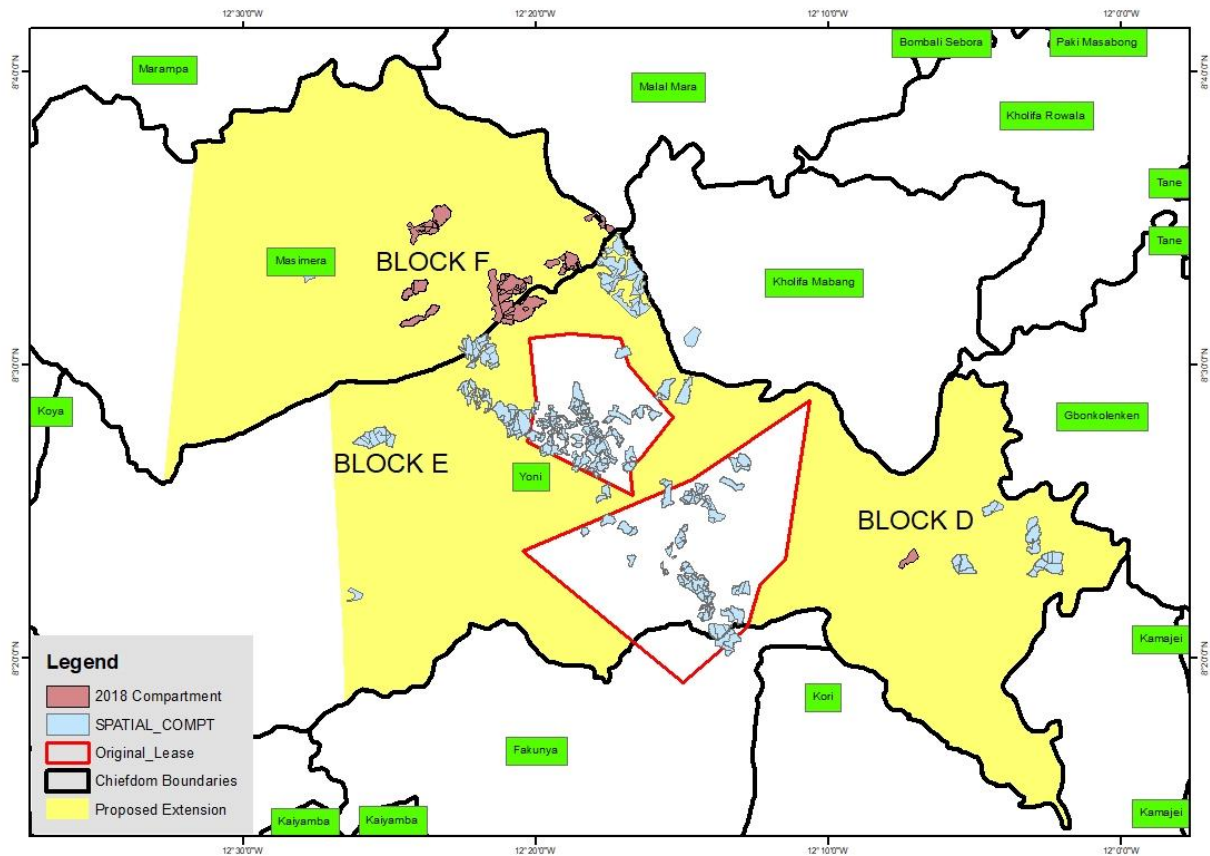 12°30'0"W 12°20'0"W 12°10'0"W 12°0'0"W
Bombali Sebora Paki Masabong
8°40'0"N Marampa 8°40'0"N
Malal Mara
Kholifa Rowala
Tane
Tane
Masimera BLOCK F
Kholifa Mabang
8°30'0"N 8°30'0"N
Koya Gbonkolenken
BLOCK E Yoni
BLOCK D
Kamajei
8°20'0"N 8°20'0"N
Legend
2018 Compartment
SPATIAL_COMPT
Original_Lease
Chiefdom Boundaries
Proposed Extension
Kori
Fakunya
Kaiyamba Kaiyamba Kamajei
12°30'0"W 12°20'0"W 12°10'0"W 12°0'0"W